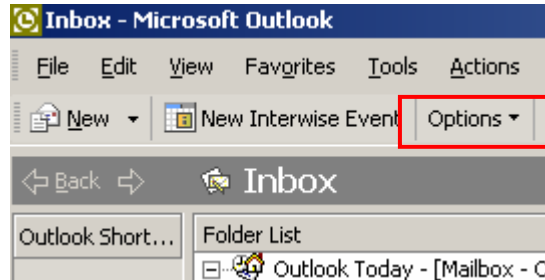 Inbox - Microsoft Outlook
File Edit View Favorites Tools Actions
New New Interwise Event Options
Back Inbox
Outlook Short... Folder List
Outlook Today - [Mailbox -